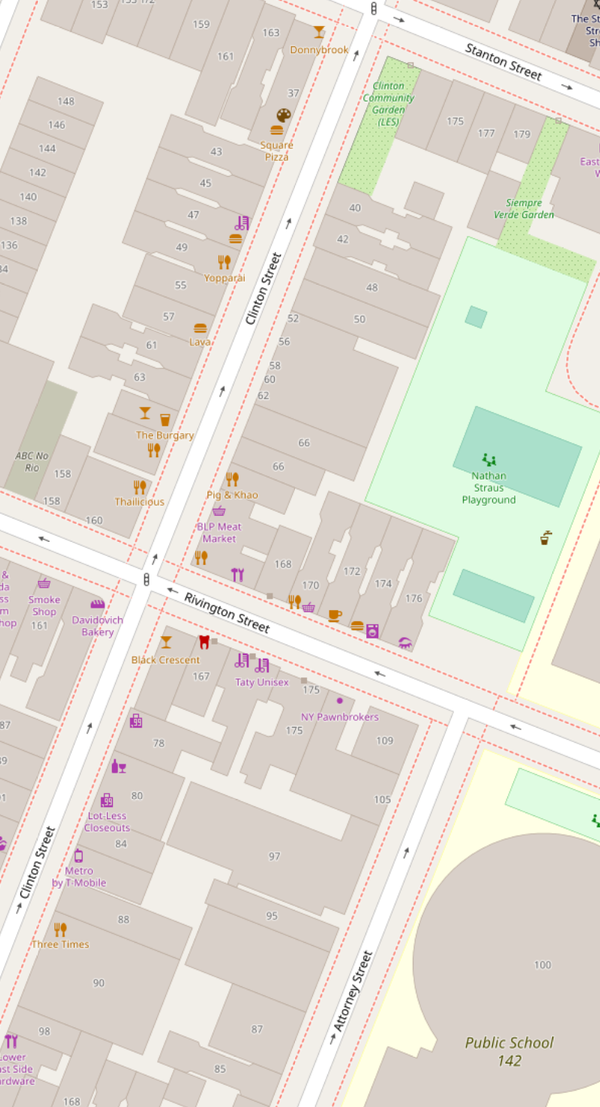 153
159
163
161
Donnybrook
Stanton Street
The St
Stre
Sh
37
Clinton
Community
Garden
(LES)
148
146
144
142
140
138
136
Square
Pizza
43
45
47
49
175
177
179
East
Siempre
Verde Garden
40
42
48
50
Yopparai
Clinton Street
55
57
Lava
61
63
52
56
58
60
62
66
66
The Burgary
Thailicious
ABC No
Rio
158
158
160
Pig & Khao
BLP Meat
Market
Nathan
Straus
Playground
168
170
172
174
176
Rivington Street
Smoke
Shop
161
Davidovich
Bakery
Black Crescent
167
Taty Unisex
175
175
NY Pawnbrokers
109
105
78
80
Lot-Less
Closeouts
84
Metro
by T-Mobile
Clinton Street
97
95
88
Three Times
90
87
85
98
168
Attorney Street
100
Public School
142